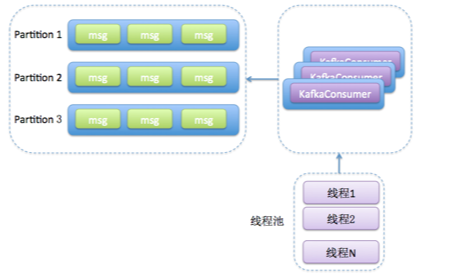 Partition 1
msg msg msg
Partition 2
msg msg msg
Partition 3
msg msg msg
KafkaConsumer
KafkaConsumer
KafkaConsumer
线程池
线程1
线程2
线程N